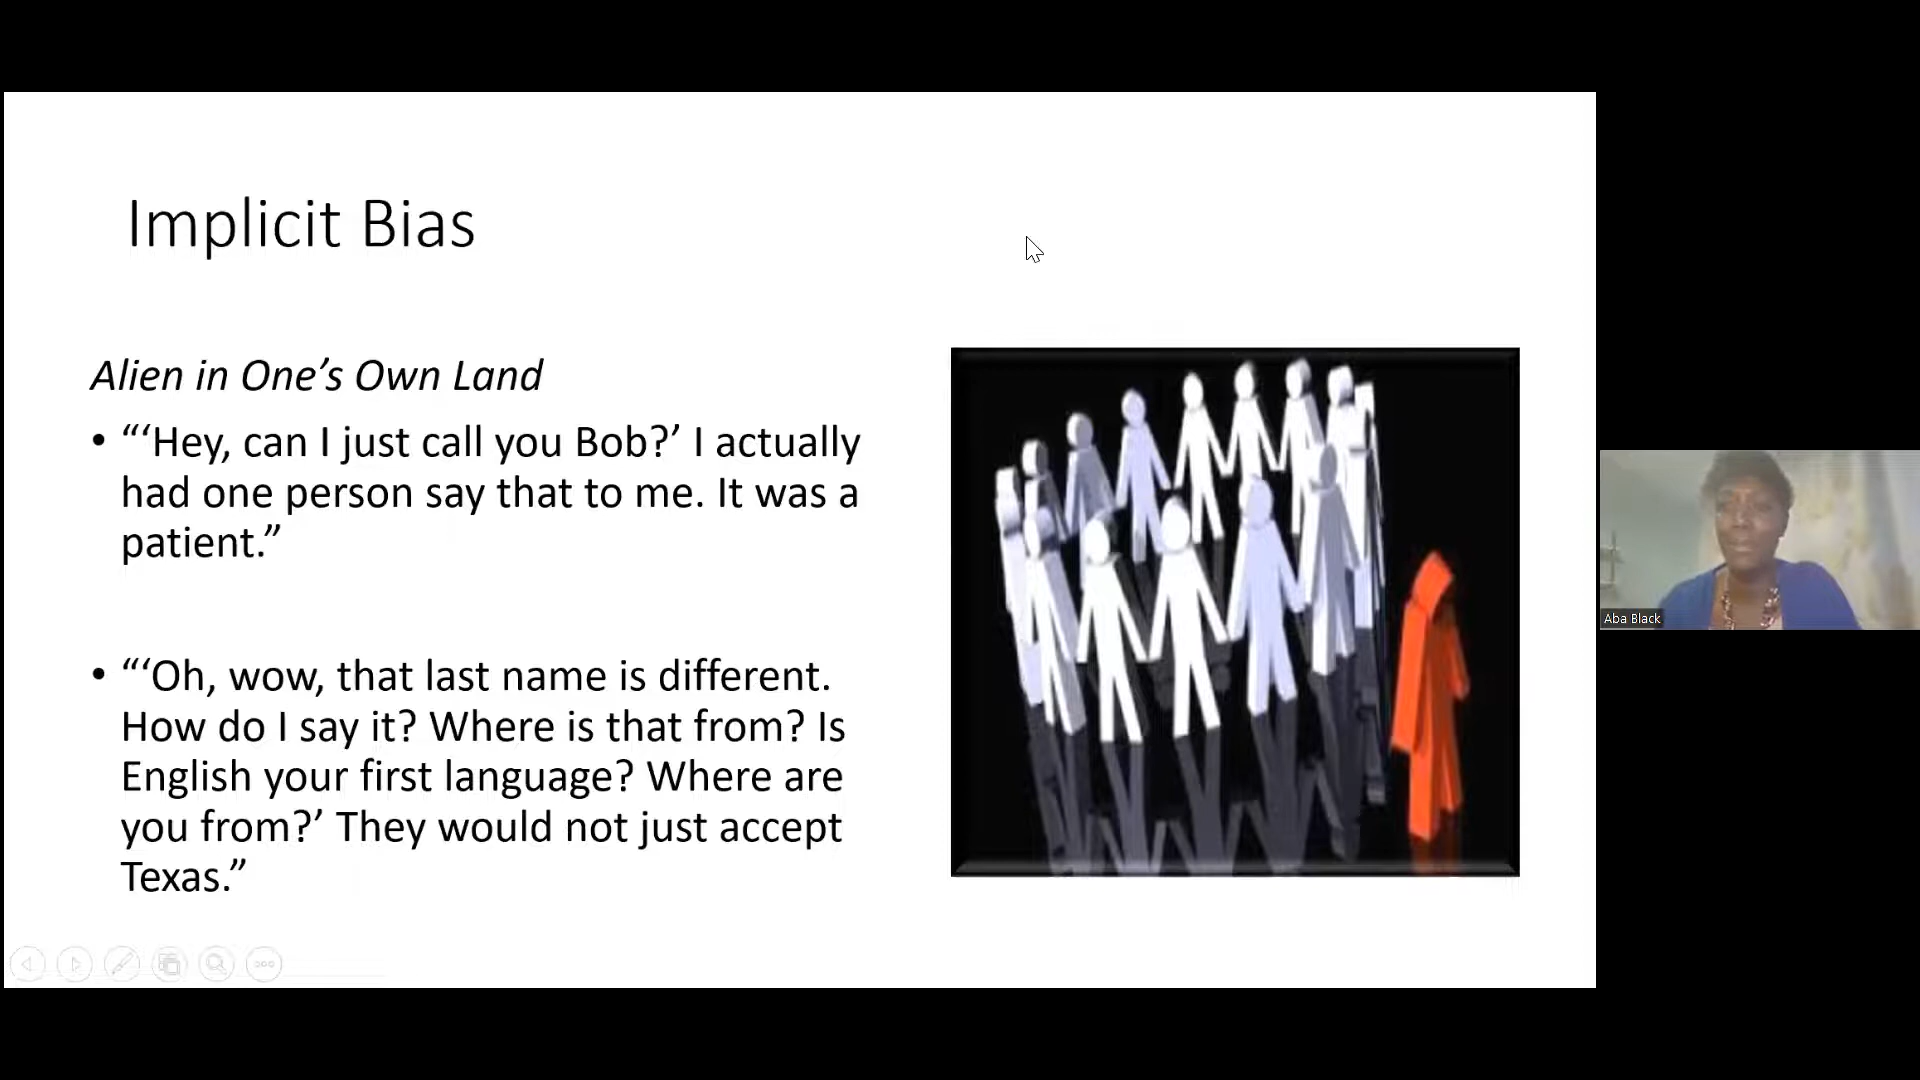 Implicit Bias
Alien in One’s Own Land
• “‘Hey, can I just call you Bob?’ I actually
had one person say that to me. It was a
patient.”
• “‘Oh, wow, that last name is different.
How do I say it? Where is that from? Is
English your first language? Where are
you from?’ They would not just accept
Texas.”
Aba Black